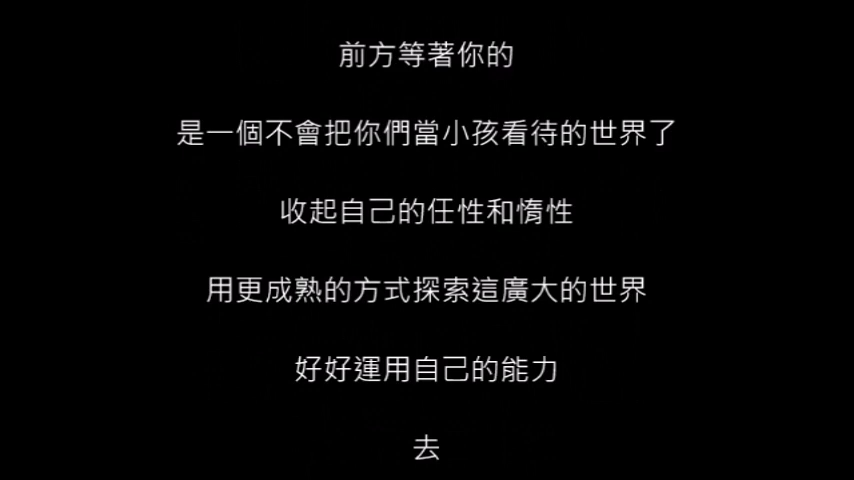 前方等著你的
是一個不會把你們當小孩看待的世界了
收起自己的任性和惰性
用更成熟的方式探索這廣大的世界
好好運用自己的能力
去